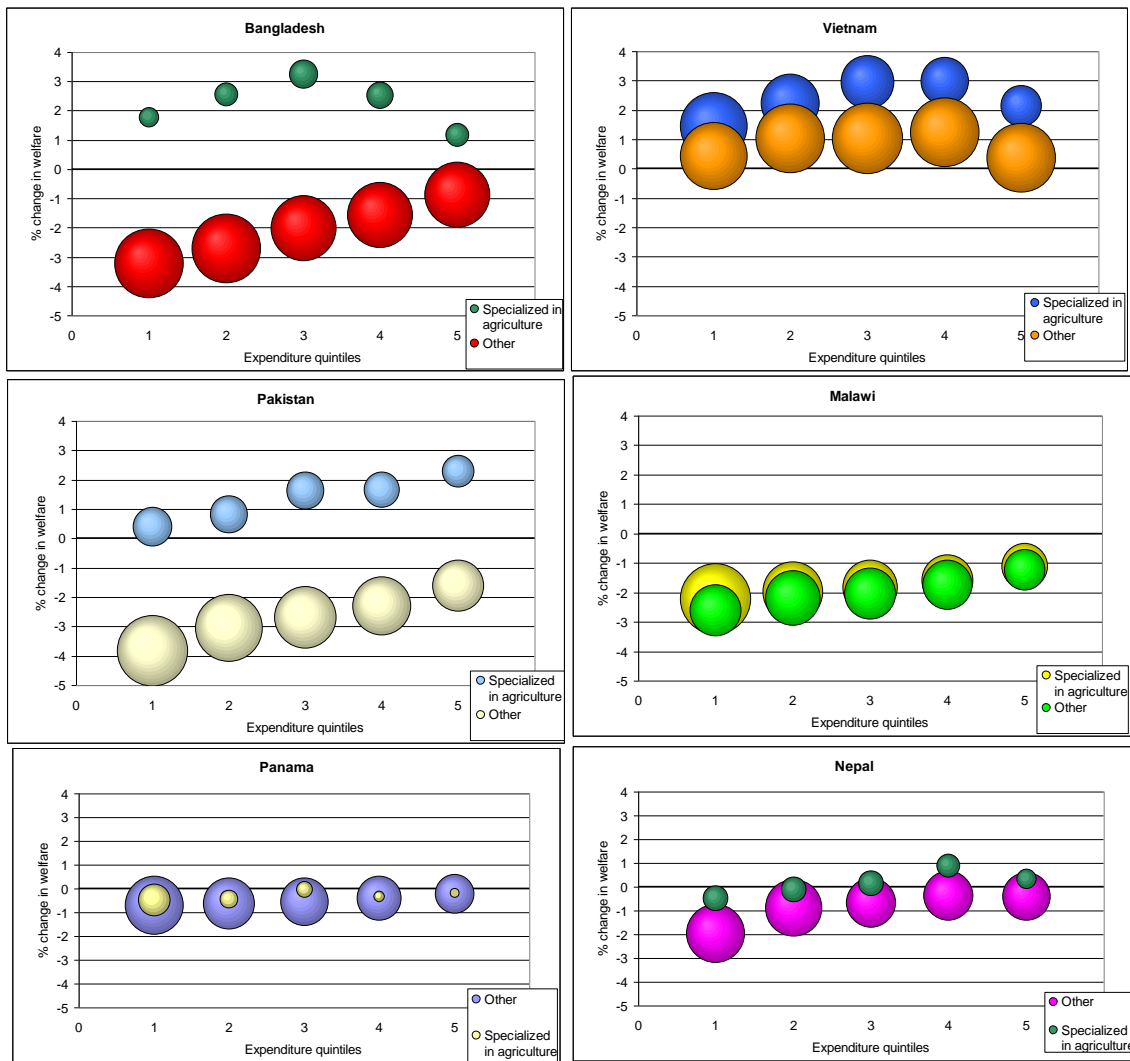 Bangladesh
4
3
2
1
0
-1
-2
-3
-4
-5
% change in welfare
0 1 2 3 4 5
Expenditure quintiles
Specialized in
agriculture
Other
Vietnam
4
3
2
1
0
-1
-2
-3
-4
-5
% change in welfare
0 1 2 3 4 5
Expenditure quintiles
Specialized in
agriculture
Other
Pakistan
4
3
2
1
0
-1
-2
-3
-4
-5
% change in welfare
0 1 2 3 4 5
Expenditure quintiles
Specialized
in agriculture
Other
Malawi
4
3
2
1
0
-1
-2
-3
-4
-5
% change in welfare
0 1 2 3 4 5
Expenditure quintiles
Specialized
in agriculture
Other
Panama
4
3
2
1
0
-1
-2
-3
-4
-5
% change in welfare
0 1 2 3 4 5
Expenditure quintiles
Other
Specialized
in agriculture
Nepal
4
3
2
1
0
-1
-2
-3
-4
-5
% change in welfare
0 1 2 3 4 5
Expenditure quintiles
Other
Specialized
in agriculture